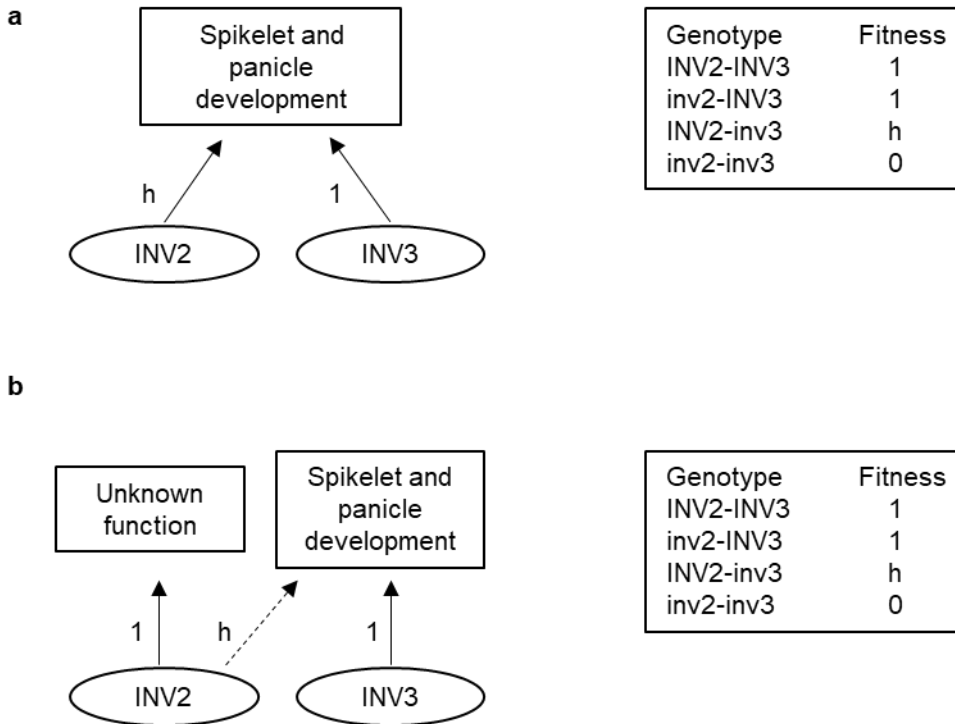 a
Spikelet and
panicle
development
h
1
INV2
INV3
Genotype Fitness
INV2-INV3 1
inv2-INV3 1
INV2-inv3 h
inv2-inv3 0
b
Unknown
function
Spikelet and
panicle
development
1
h
1
INV2
INV3
Genotype Fitness
INV2-INV3 1
inv2-INV3 1
INV2-inv3 h
inv2-inv3 0